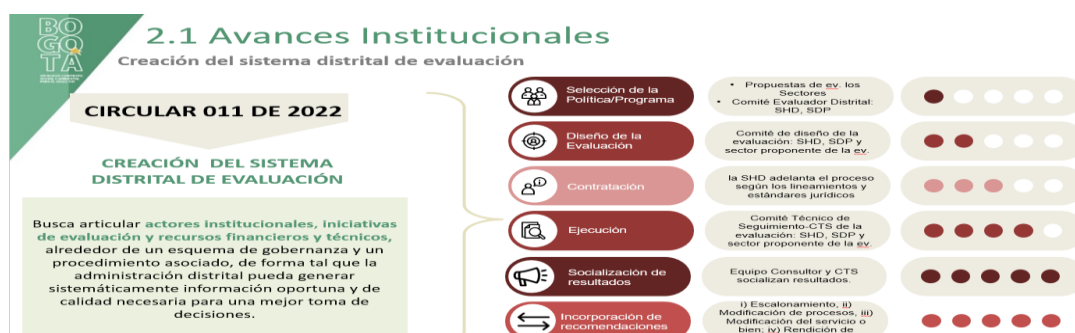 BO
GO
TA
2.1 Avances Institucionales
Creación del sistema distrital de evaluación
CIRCULAR 011 DE 2022
CREACIÓN DEL SISTEMA
DISTRITAL DE EVALUACIÓN
Busca articular actores institucionales, iniciativas
de evaluación y recursos financieros y técnicos,
alrededor de un esquema de gobernanza y un
procedimiento asociado, de forma tal que la
administración distrital pueda generar
sistemáticamente información oportuna y de
calidad necesaria para una mejor toma de
decisiones.
Selección de la
Política/Programa
• Propuestas de ev. los
Sectores
• Comité Evaluador Distrital:
SHD, SDP
Diseño de la
Evaluación
Comité de diseño de la
evaluación: SHD, SDP y
sector proponente de la ev.
Contratación
la SHD adelanta el proceso
según los lineamientos y
estándares jurídicos
Ejecución
Comité Técnico de
Seguimiento-CTS de la
evaluación: SHD, SDP y
sector proponente de la ev.
Socialización de
resultados
Equipo Consultor y CTS
socializan resultados.
Incorporación de
recomendaciones
i) Escalonamiento, ii)
Modificación de procesos, iii)
Modificación del servicio o
bien; iv) Rendición de